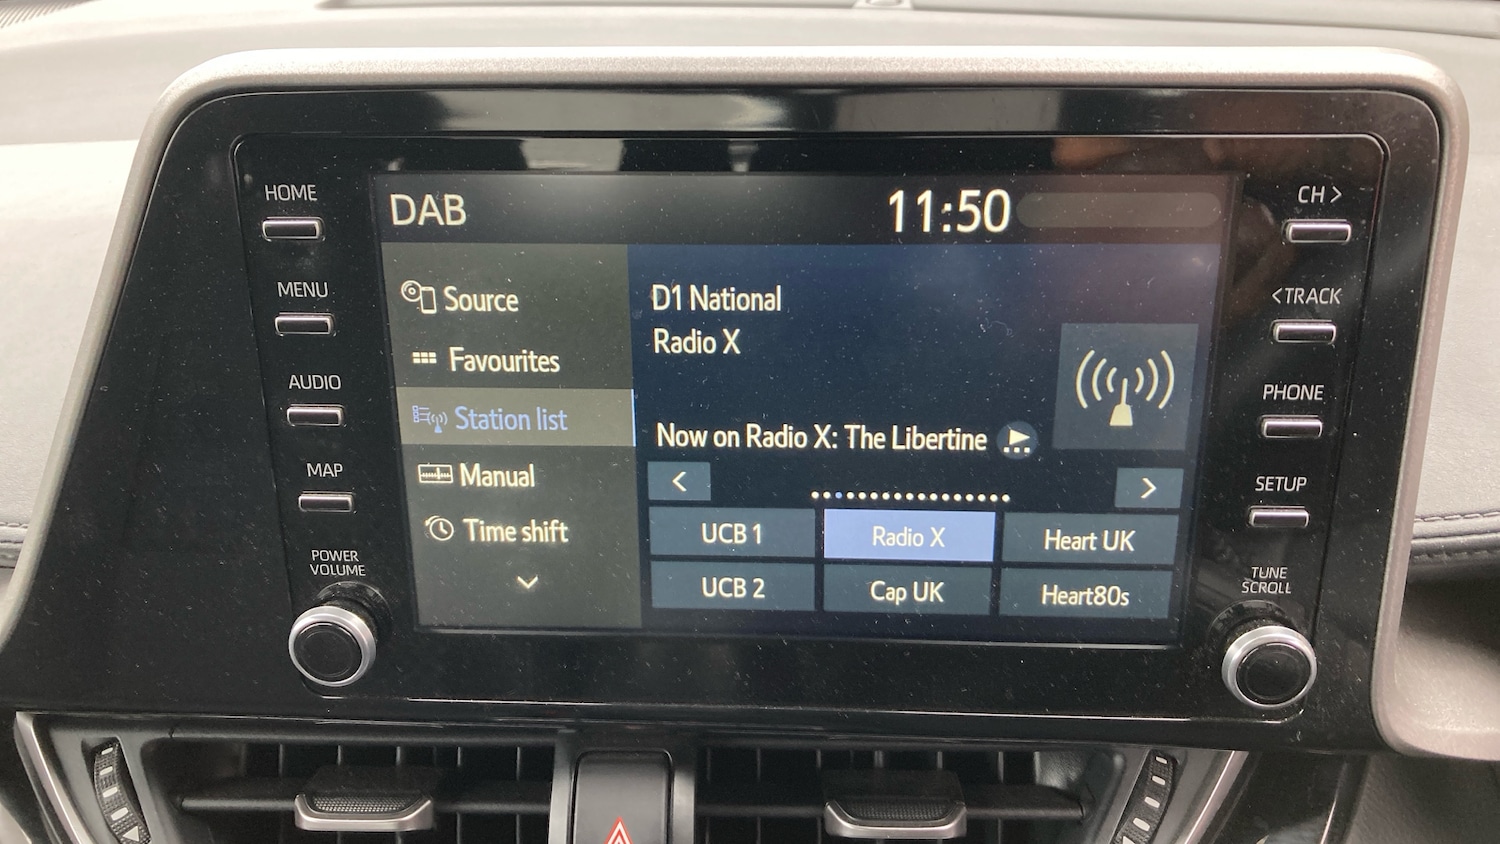 HOME
MENU
AUDIO
MAP
POWER
VOLUME
DAB
11:50
Source
Favourites
Station list
Manual
Time shift
D1 National
Radio X
Now on Radio X: The Libertine
<
>
UCB 1
Radio X
Heart UK
UCB 2
Cap UK
Heart80s
CH >
<TRACK
PHONE
SETUP
TUNE
SCROLL